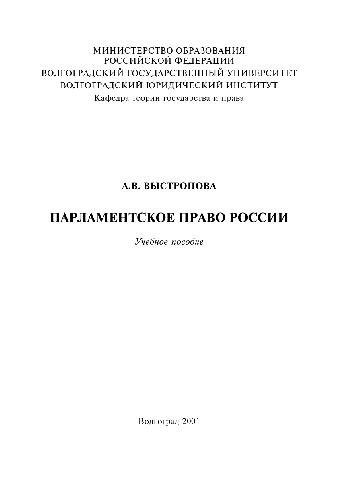 МИНИСТЕРСТВО ОБРАЗОВАНИЯ
РОССИЙСКОЙ ФЕДЕРАЦИИ
ВОЛГОГРАДСКИЙ ГОСУДАРСТВЕННЫЙ УНИВЕРСИТЕТ
ВОЛГОГРАДСКИЙ ЮРИДИЧЕСКИЙ ИНСТИТУТ
Кафедра теории государства и права
А.В. ВЫСТРОПОВА
ПАРЛАМЕНТСКОЕ ПРАВО РОССИИ
Учебное пособие
Волгоград